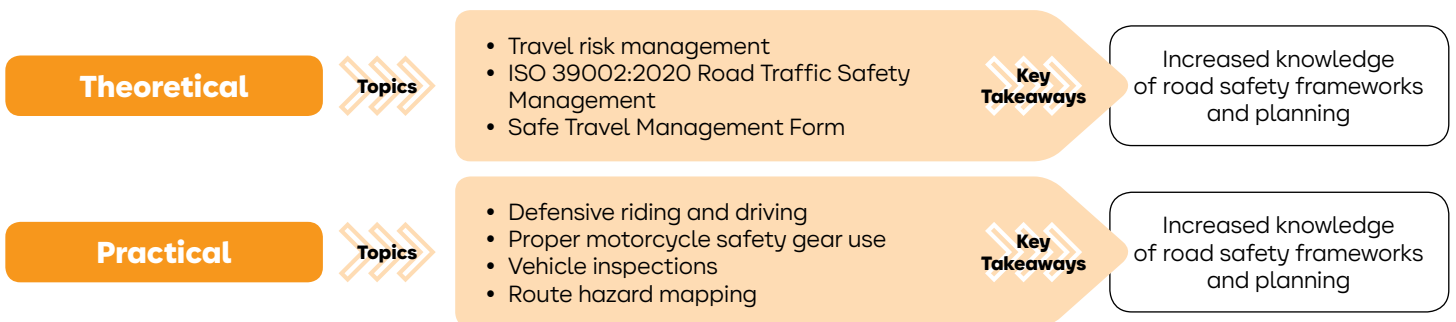 Theoretical
Topics
• Travel risk management
• ISO 39002:2020 Road Traffic Safety
Management
• Safe Travel Management Form
Key
Takeaways
Increased knowledge
of road safety frameworks
and planning
Practical
Topics
• Defensive riding and driving
• Proper motorcycle safety gear use
• Vehicle inspections
• Route hazard mapping
Key
Takeaways
Increased knowledge
of road safety frameworks
and planning